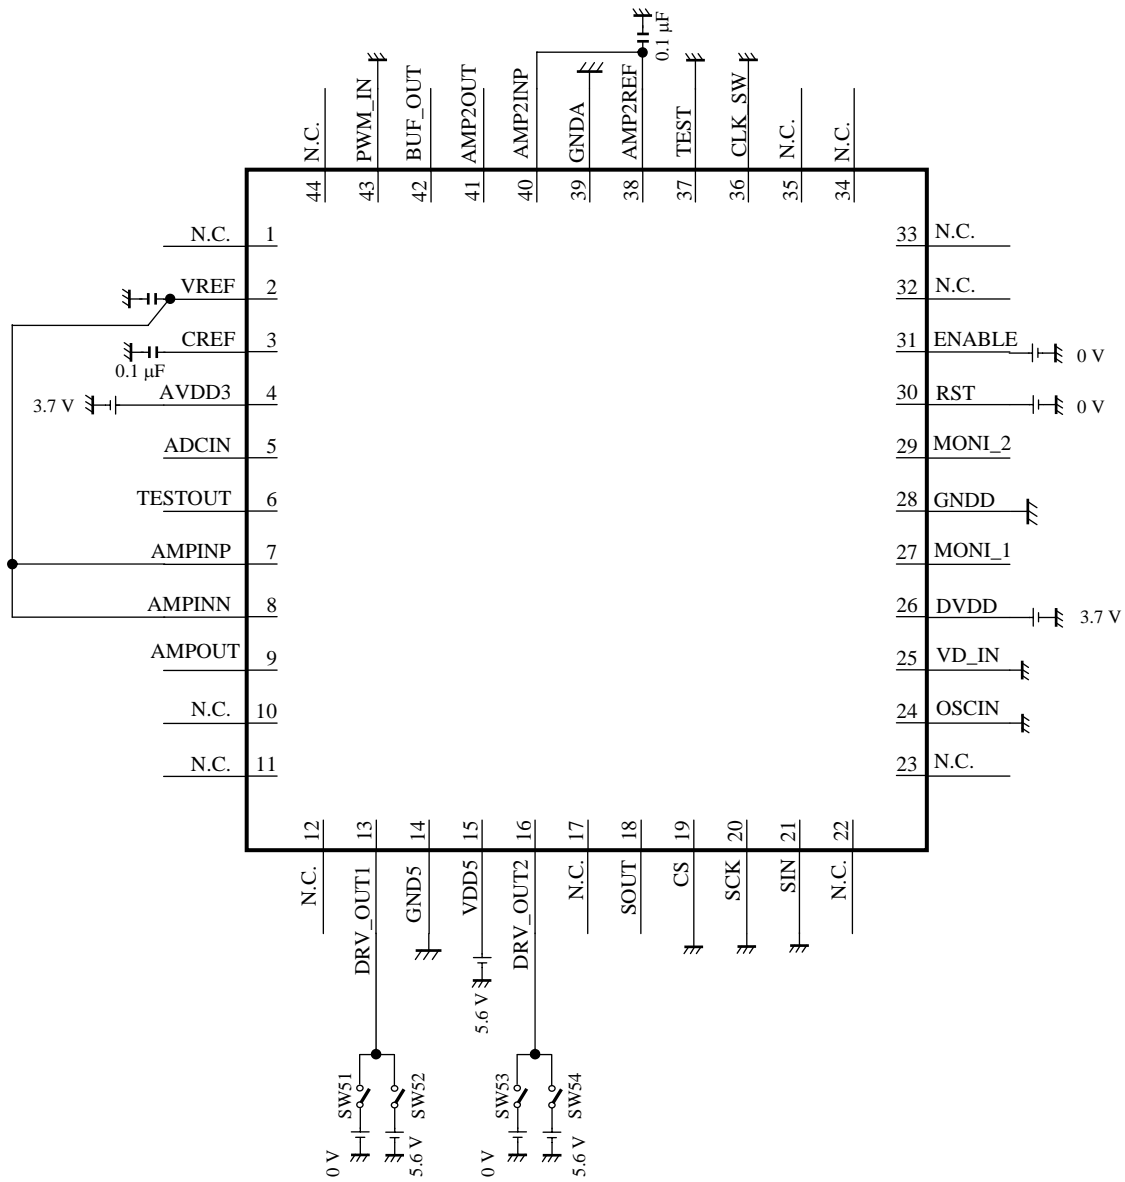 0.1 µF
N.C.
PWM_IN
BUF_OUT
AMP2OUT
AMP2INP
GNDA
AMP2REF
TEST
CLK_SW
N.C.
N.C.
44
43
42
41
40
39
38
37
36
35
34
N.C. 1
VREF 2
CREF 3
0.1 µF
3.7 V AVDD3 4
ADCIN 5
TESTOUT 6
AMPINP 7
AMPINN 8
AMPOUT 9
N.C. 10
N.C. 11
33 N.C.
32 N.C.
31 ENABLE 0 V
30 RST 0 V
29 MONI_2
28 GNDD
27 MONI_1
26 DVDD 3.7 V
25 VD_IN
24 OSCIN
23 N.C.
12
13
14
15
16
17
18
19
20
21
22
N.C.
DRV_OUT1
GND5
VDD5
DRV_OUT2
N.C.
SOUT
CS
SCK
SIN
N.C.
5.6 V
SW51
SW52
SW53
SW54
0 V
5.6 V
0 V
5.6 V